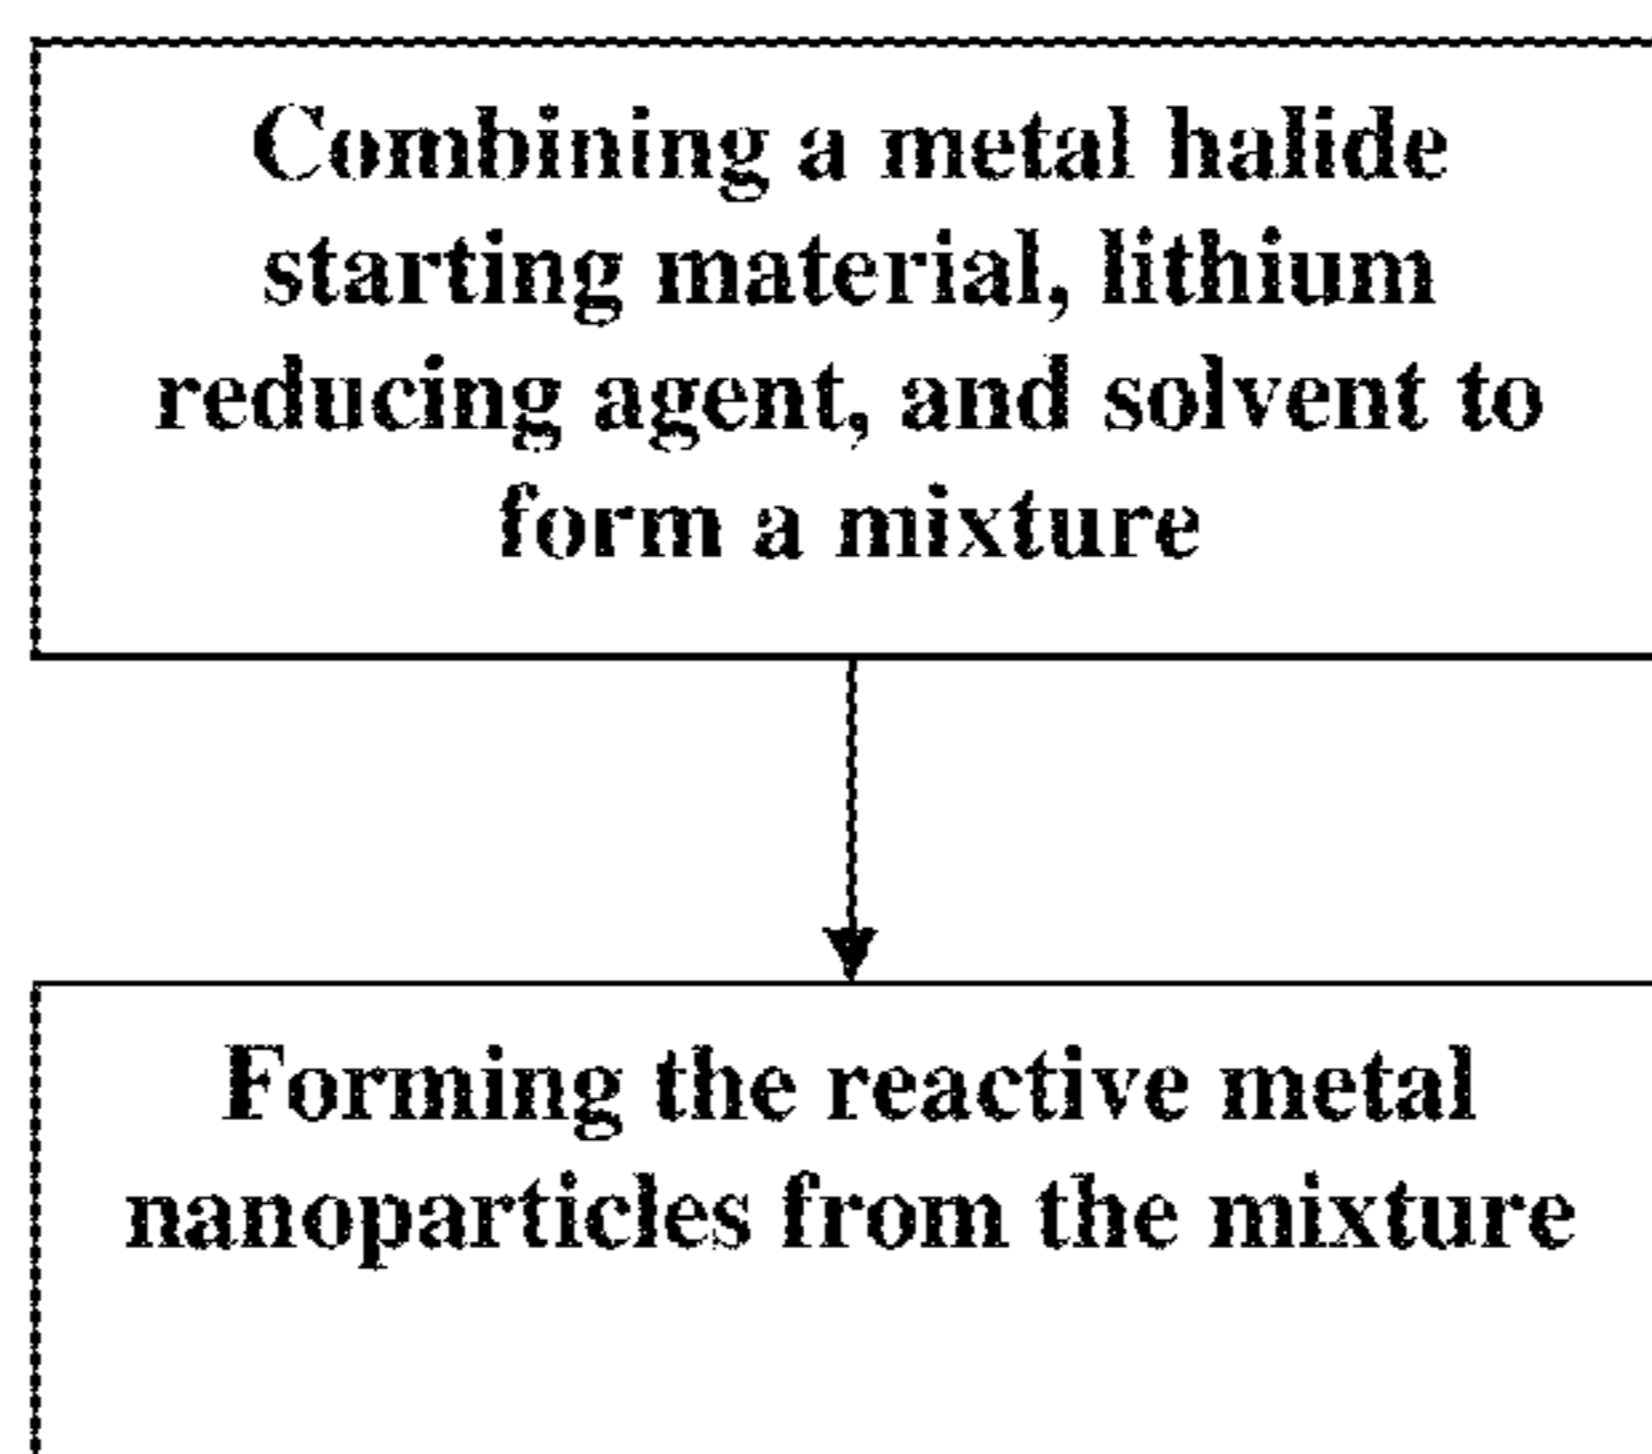 Combining a metal halide
starting material, lithium
reducing agent, and solvent to
form a mixture
Forming the reactive metal
nanoparticles from the mixture